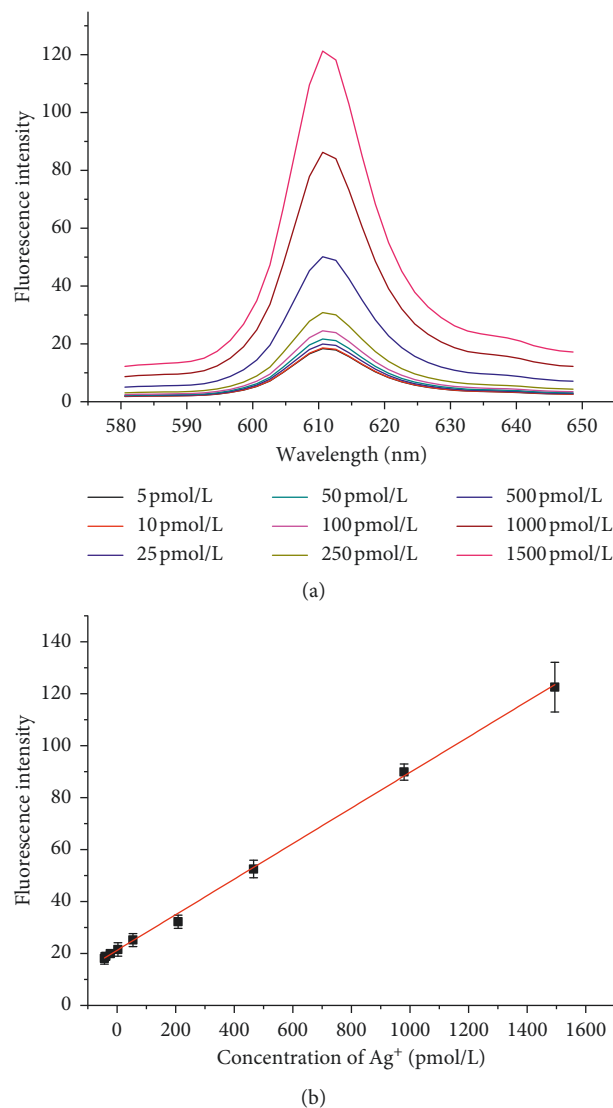 120
100
80
60
40
20
0
Fluorescence intensity
580 590 600 610 620 630 640 650
Wavelength (nm)
5 pmol/L 50 pmol/L 500 pmol/L
10 pmol/L 100 pmol/L 1000 pmol/L
25 pmol/L 250 pmol/L 1500 pmol/L
(a)
140
120
100
80
60
40
20
0
Fluorescence intensity
0 200 400 600 800 1000 1200 1400 1600
Concentration of Ag⁺ (pmol/L)
(b)